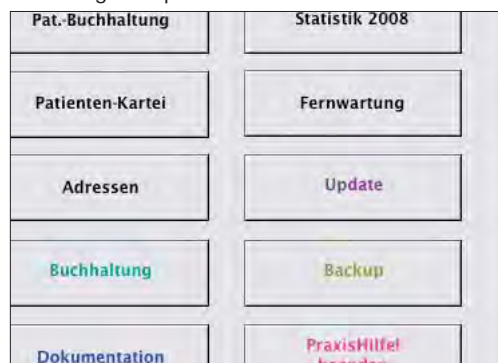 Pat.-Buchhaltung
Statistik 2008
Patienten-Kartei
Fernwartung
Adressen
Update
Buchhaltung
Backup
Dokumentation
PraxisHilfe!